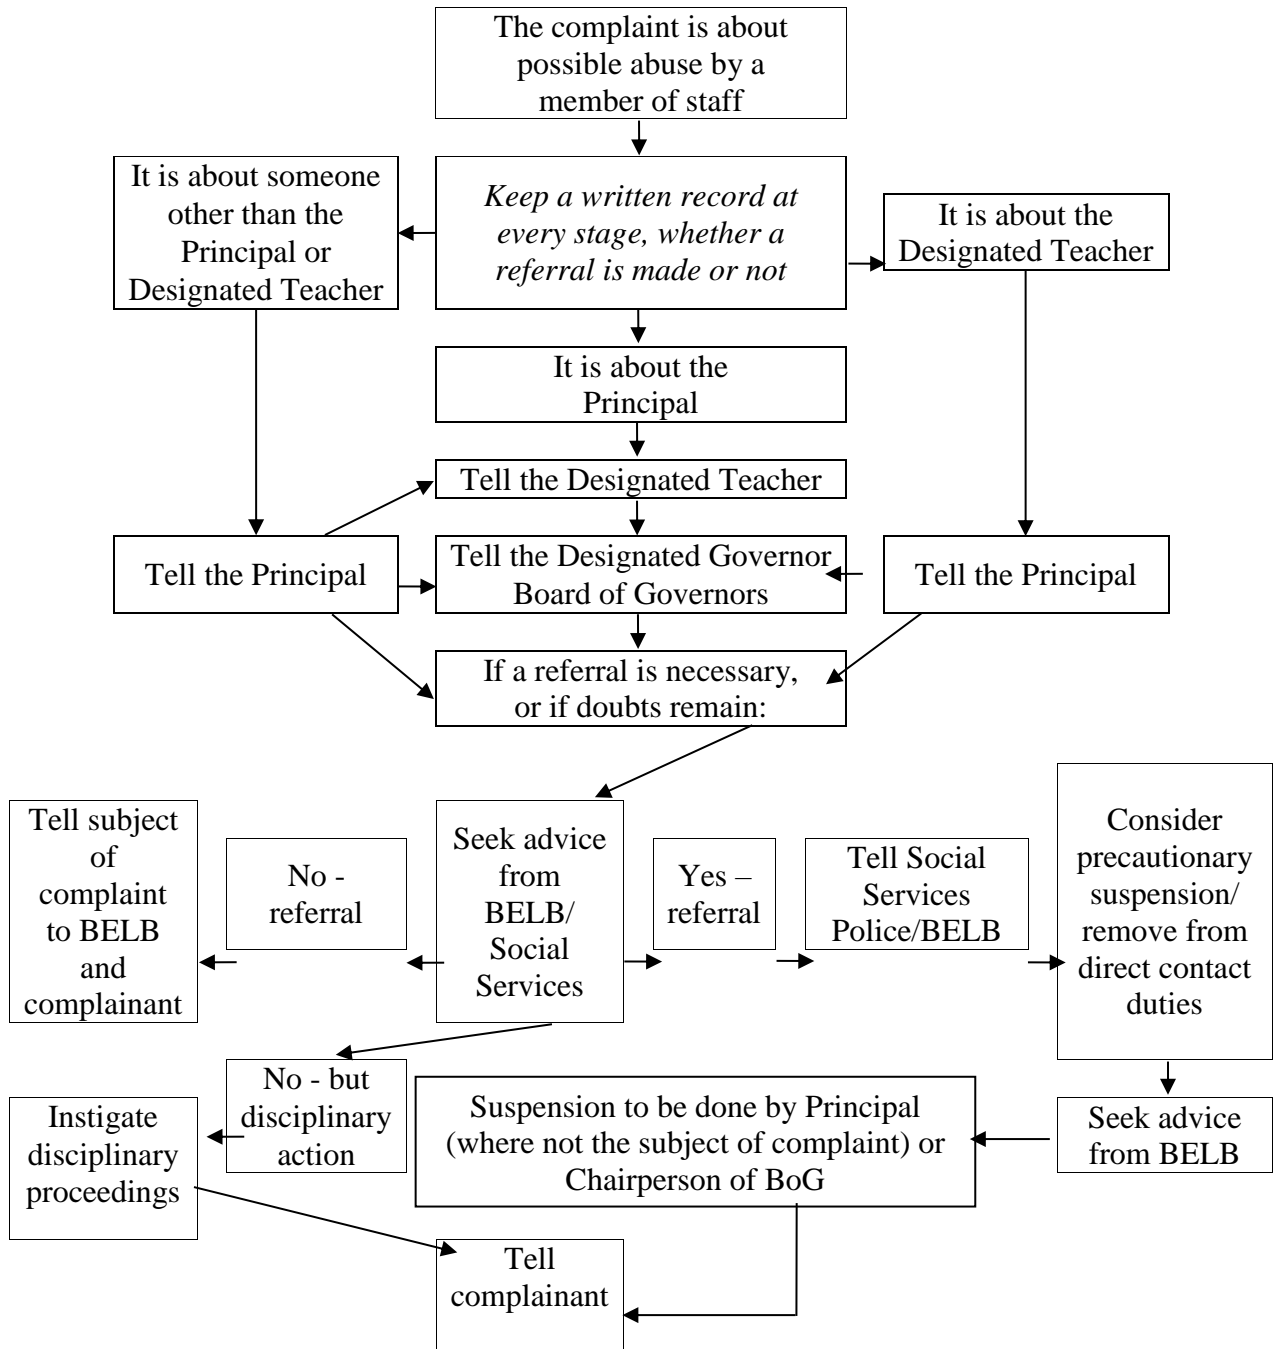 The complaint is about
possible abuse by a
member of staff
It is about someone
other than the
Principal or
Designated Teacher
Keep a written record at
every stage, whether a
referral is made or not
It is about the
Designated Teacher
It is about the
Principal
Tell the Designated Teacher
Tell the Principal
Tell the Designated Governor
Board of Governors
Tell the Principal
If a referral is necessary,
or if doubts remain:
Tell subject
of
complaint
to BELB
and
complainant
No -
referral
Seek advice
from
BELB/
Social
Services
Yes –
referral
Tell Social
Services
Police/BELB
Consider
precautionary
suspension/
remove from
direct contact
duties
Instigate
disciplinary
proceedings
No - but
disciplinary
action
Suspension to be done by Principal
(where not the subject of complaint) or
Chairperson of BoG
Seek advice
from BELB
Tell
complainant